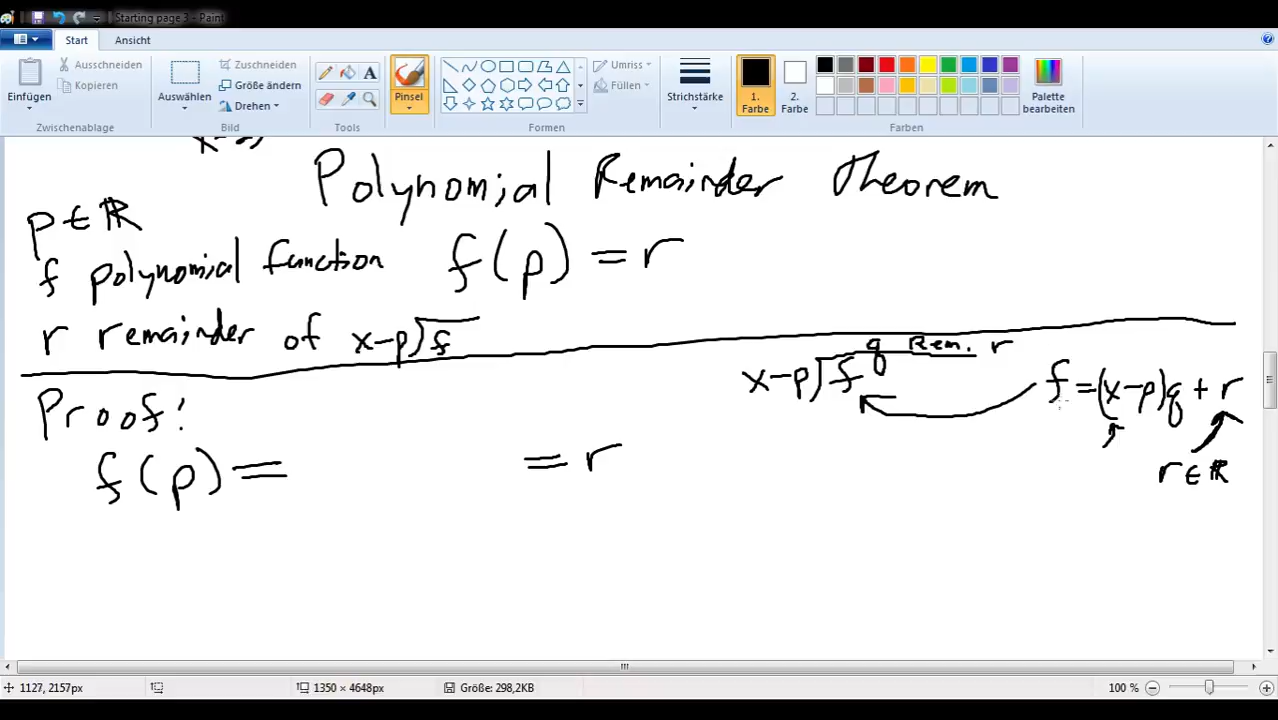 Starting page 3 - Paint
Start Ansicht
Einfügen
Ausschneiden
Kopieren
Zwischenablage
Auswählen
Zuschneiden
Größe ändern
Drehen
Bild
A
Tools
Pinsel
Formen
Umriss
Füllen
Strichstärke
1. Farbe
2. Farbe
Palette bearbeiten
Farben
Polynomial Remainder Theorem
p ∈ ℝ
f polynomial function f(p) = r
r remainder of x-p)f
Proof:
x-p)f q Rem. r
f = (x-p)q + r
r ∈ ℝ
f(p) = = r
1127, 2157px
1350 × 4648px
Größe: 298,2KB
100 %